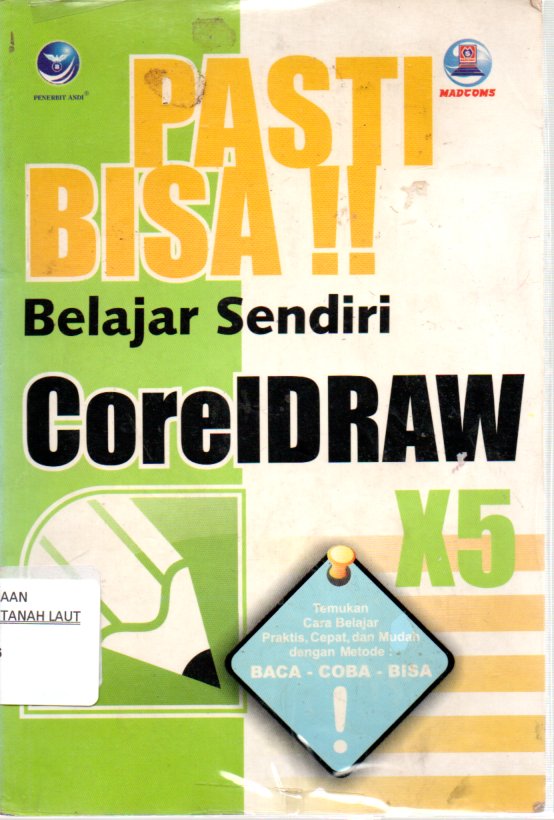 PENERBIT ANDI®
MADCOMS
PASTI
BISA !!
Belajar Sendiri
CorelDRAW
X5
AAN
TANAH LAUT
Temukan
Cara Belajar
Praktis, Cepat, dan Mudah
dengan Metode :
BACA - COBA - BISA
!